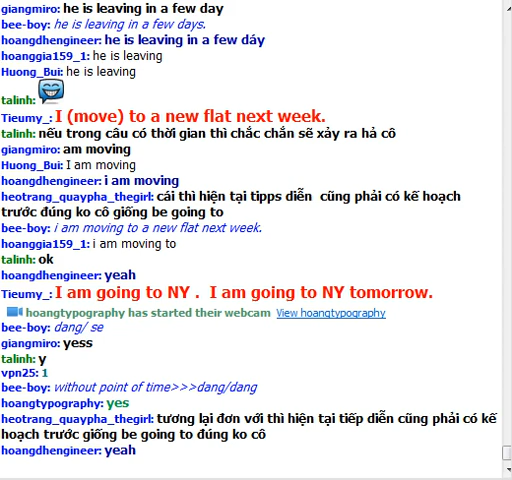 giangmiro: he is leaving in a few day
bee-boy: he is leaving in a few days.
hoangdhengineer: he is leaving in a few dáy
hoanggia159_1: he is leaving
Huong_Bui: he is leaving
talinh:
Tieumy_: I (move) to a new flat next week.
talinh: nếu trong câu có thời gian thì chắc chắn sẽ xảy ra hả cô
giangmiro: am moving
Huong_Bui: I am moving
hoangdhengineer: i am moving
heotrang_quaypha_thegirl: cái thì hiện tại tipps diễn cũng phải có kế hoạch
trước đúng ko cô giống be going to
bee-boy: i am moving to a new flat next week.
hoanggia159_1: i am moving to
talinh: ok
hoangdhengineer: yeah
Tieumy_: I am going to NY . I am going to NY tomorrow.
hoangtypography has started their webcam View hoangtypography
bee-boy: dang/ se
giangmiro: yess
talinh: y
vpn25: 1
bee-boy: without point of time>>>dang/dang
hoangtypography: yes
heotrang_quaypha_thegirl: tương lại đơn với thì hiện tại tiếp diễn cũng phải có kế
hoạch trước giống be going to đúng ko cô
hoangdhengineer: yeah